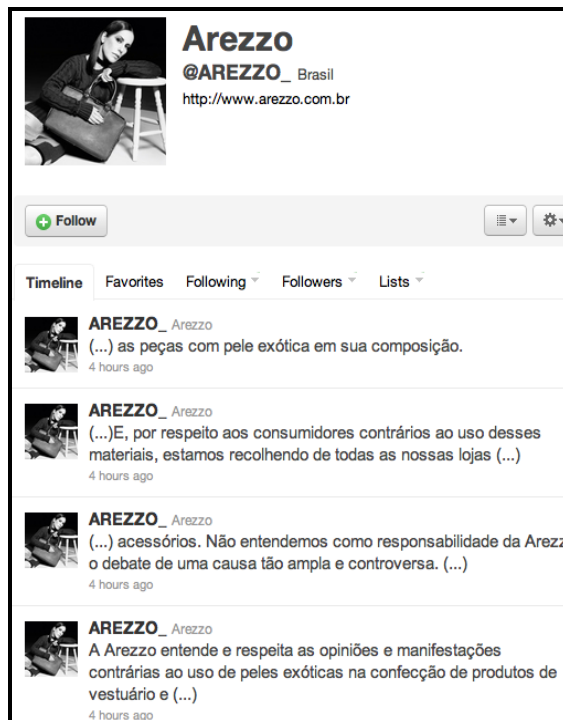 Arezzo
@AREZZO_ Brasil
http://www.arezzo.com.br
Follow
Timeline Favorites Following Followers Lists
AREZZO_ Arezzo
(...) as peças com pele exótica em sua composição.
4 hours ago
AREZZO_ Arezzo
(...)E, por respeito aos consumidores contrários ao uso desses
materiais, estamos recolhendo de todas as nossas lojas (...)
4 hours ago
AREZZO_ Arezzo
(...) acessórios. Não entendemos como responsabilidade da Arezz
o debate de uma causa tão ampla e controversa. (...)
4 hours ago
AREZZO_ Arezzo
A Arezzo entende e respeita as opiniões e manifestações
contrárias ao uso de peles exóticas na confecção de produtos de
vestuário e (...)
4 hours ago